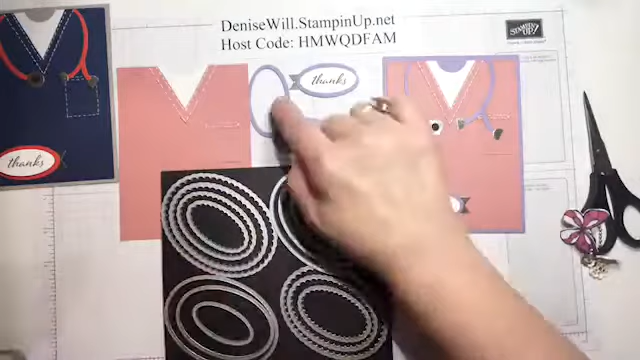 DeniseWill.StampinUp.net
Host Code: HMWQDFAM
STAMPIN' UP!
thanks
thanks